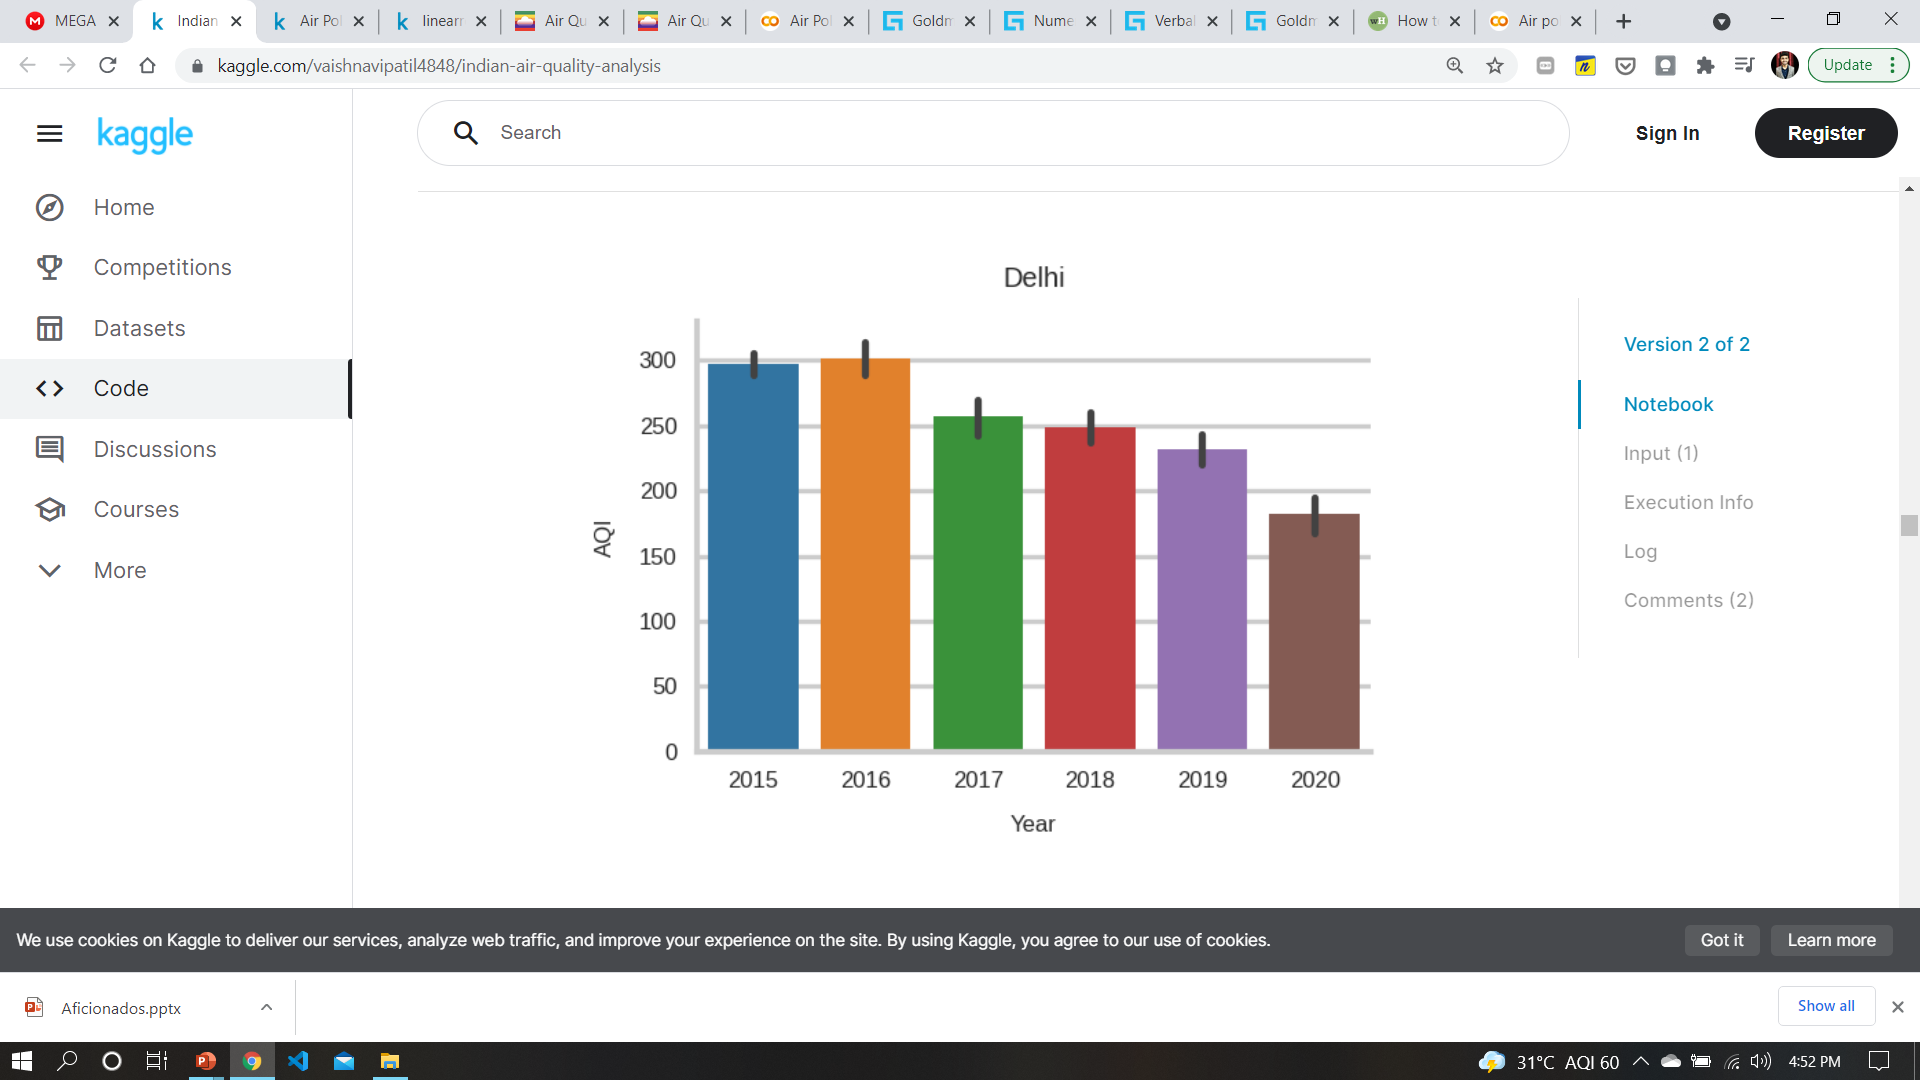 MEGA
Indian
Air Pol
linearr
Air Qu
Air Qu
Air Pol
Goldm
Nume
Verbal
Goldm
How t
Air po
kaggle.com/vaishnavipatil4848/indian-air-quality-analysis
Update
kaggle
Search
Sign In
Register
Home
Competitions
Datasets
Code
Discussions
Courses
More
Delhi
300
250
200
150
100
50
0
AQI
2015 2016 2017 2018 2019 2020
Year
Version 2 of 2
Notebook
Input (1)
Execution Info
Log
Comments (2)
We use cookies on Kaggle to deliver our services, analyze web traffic, and improve your experience on the site. By using Kaggle, you agree to our use of cookies.
Got it
Learn more
Aficionados.pptx
Show all
31°C AQI 60
4:52 PM